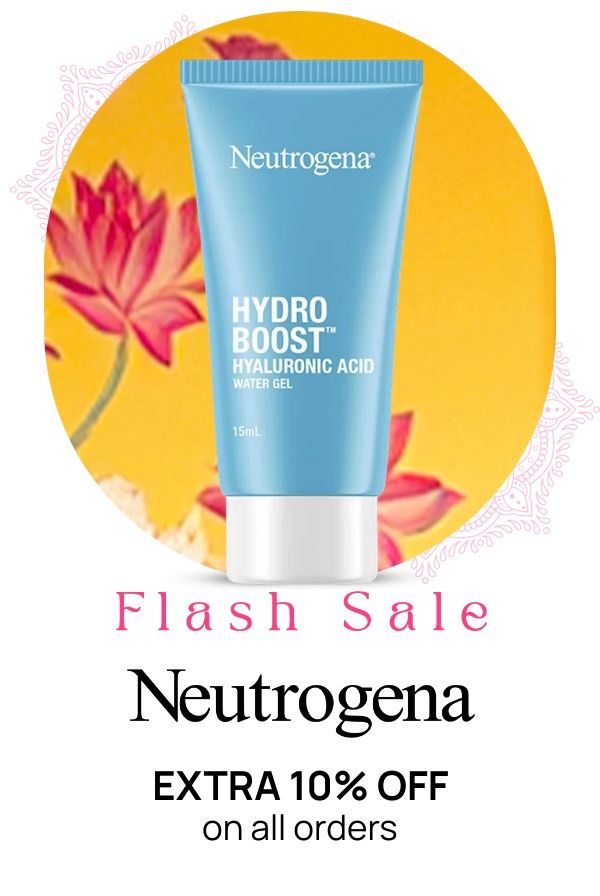 Neutrogena®
HYDRO
BOOST™
HYALURONIC ACID
WATER GEL
15mL
Flash Sale
Neutrogena
EXTRA 10% OFF
on all orders